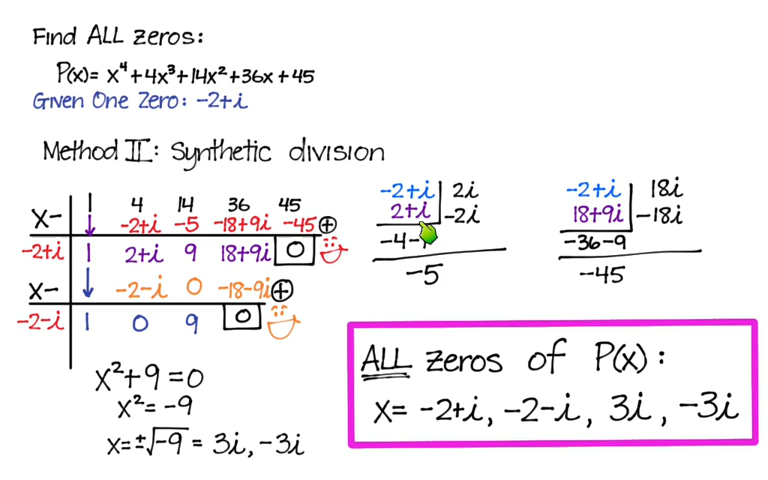 Find ALL zeros:
P(x)= x⁴+4x³+14x²+36x+45
Given One Zero: -2+i
Method II: Synthetic division
1 4 14 36 45
x- -2+i -5 -18+9i -45 ⊕
-2+i 1 2+i 9 18+9i 0
x- -2-i 0 -18-9i ⊕
-2-i 1 0 9 0
x²+9=0
x²=-9
x=±√-9 = 3i, -3i
-2+i 2i
2+i -2i
-4-
-5
-2+i 18i
18+9i -18i
-36-9
-45
ALL zeros of P(x):
x= -2+i, -2-i, 3i, -3i